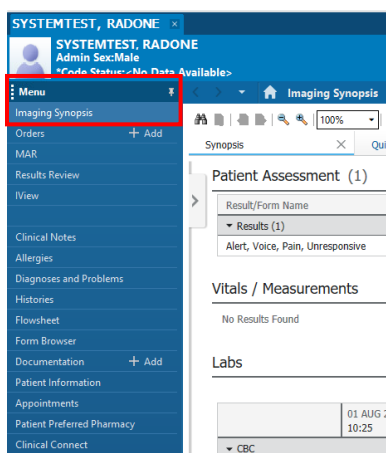 SYSTEMTEST, RADONE ×
SYSTEMTEST, RADONE
Admin Sex:Male
*Code Status:<No Data Available>
Menu
Imaging Synopsis
Orders + Add
MAR
Results Review
IView
Clinical Notes
Allergies
Diagnoses and Problems
Histories
Flowsheet
Form Browser
Documentation + Add
Patient Information
Appointments
Patient Preferred Pharmacy
Clinical Connect
Imaging Synopsis
100%
Synopsis × Qui
Patient Assessment (1)
Result/Form Name
Results (1)
Alert, Voice, Pain, Unresponsive
Vitals / Measurements
No Results Found
Labs
01 AUG 2
10:25
CBC